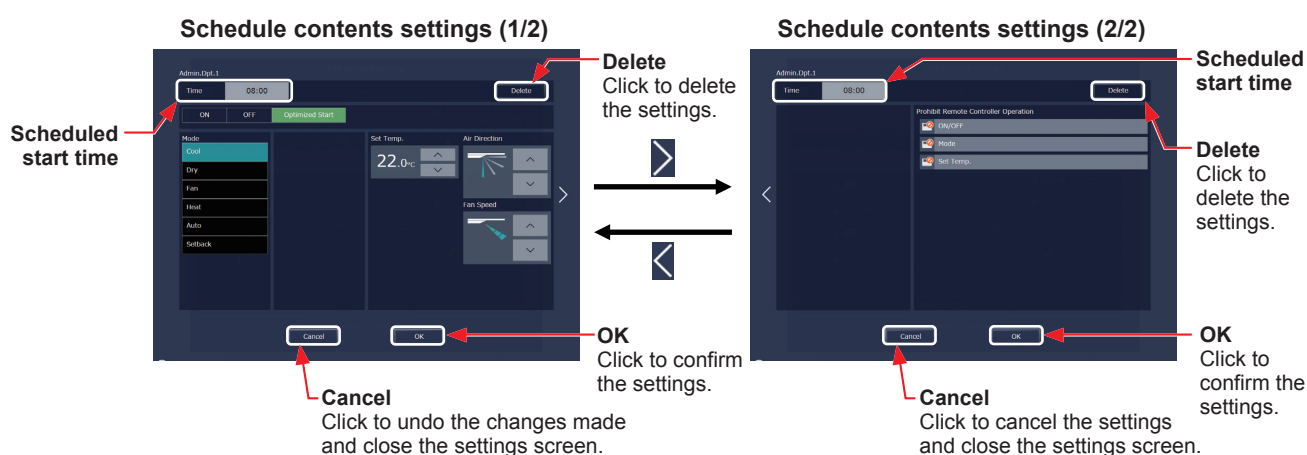 Schedule contents settings (1/2)
Admin.Dpt.1
Time 08:00
Delete
ON OFF Optimized Start
Mode
Cool
Dry
Fan
Heat
Auto
Setback
Set Temp.
22.0°C
Air Direction
Fan Speed
Cancel
OK
Scheduled
start time
Delete
Click to delete
the settings.
OK
Click to confirm
the settings.
Cancel
Click to undo the changes made
and close the settings screen.
Schedule contents settings (2/2)
Admin.Dpt.1
Time 08:00
Delete
Prohibit Remote Controller Operation
ON/OFF
Mode
Set Temp.
Cancel
OK
Scheduled
start time
Delete
Click to
delete the
settings.
OK
Click to
confirm the
settings.
Cancel
Click to cancel the settings
and close the settings screen.